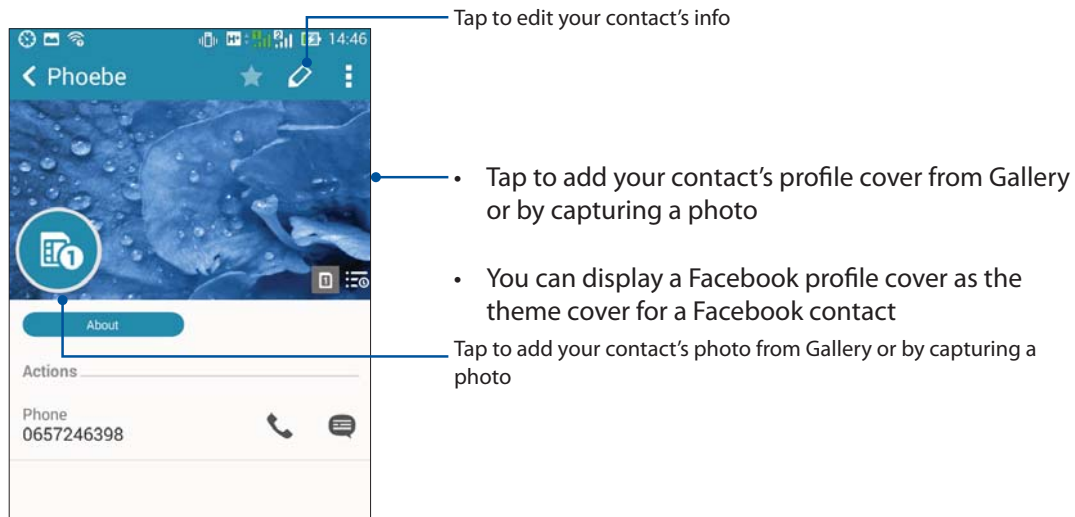 Tap to edit your contact's info
14:46
Phoebe
• Tap to add your contact's profile cover from Gallery
or by capturing a photo
• You can display a Facebook profile cover as the
theme cover for a Facebook contact
1
1
About
Tap to add your contact's photo from Gallery or by capturing a
photo
Actions
Phone
0657246398